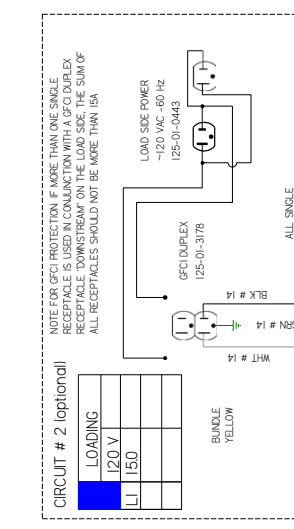 NOTE: FOR GFCI PROTECTION, IF MORE THAN ONE SINGLE
RECEPTACLE IS USED IN CONJUNCTION WITH A GFCI DUPLEX
RECEPTACLE 'DOWNSTREAM' ON THE LOAD SIDE, THE SUM OF
ALL RECEPTACLES SHOULD NOT BE MORE THAN 15A
CIRCUIT # 2 (optional)
LOADING
120 V
L1 15.0
LOAD SIDE POWER
~120 VAC -60 Hz
125-01-0443
GFCI DUPLEX
125-01-3178
BLK # 14
GRN # 14
WHT # 14
BUNDLE
YELLOW
ALL SINGLE